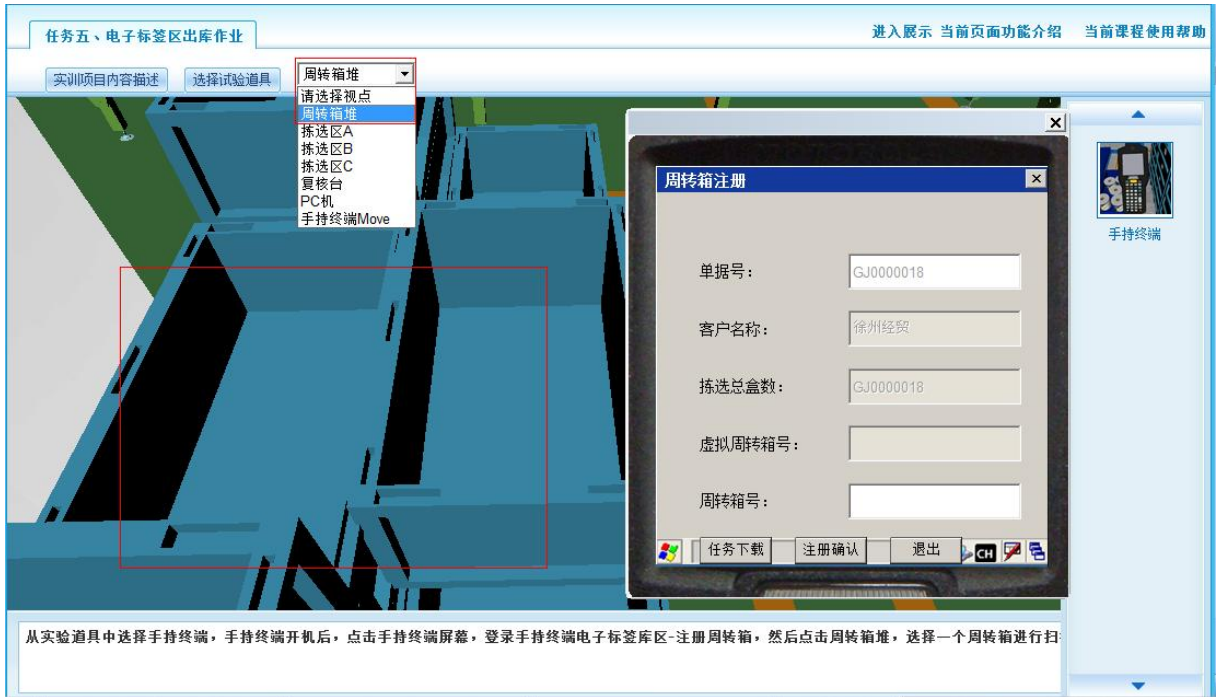 任务五、电子标签区出库作业
进入展示 当前页面功能介绍 当前课程使用帮助
实训项目内容描述
选择试验道具
周转箱堆
请选择视点
周转箱堆
拣选区A
拣选区B
拣选区C
复核台
PC机
手持终端Move
周转箱注册
单据号：
GJ0000018
客户名称：
徐州经贸
拣选总盒数：
GJ0000018
虚拟周转箱号：
周转箱号：
任务下载
注册确认
退出
CH
手持终端
从实验道具中选择手持终端，手持终端开机后，点击手持终端屏幕，登录手持终端电子标签库区-注册周转箱，然后点击周转箱堆，选择一个周转箱进行扫